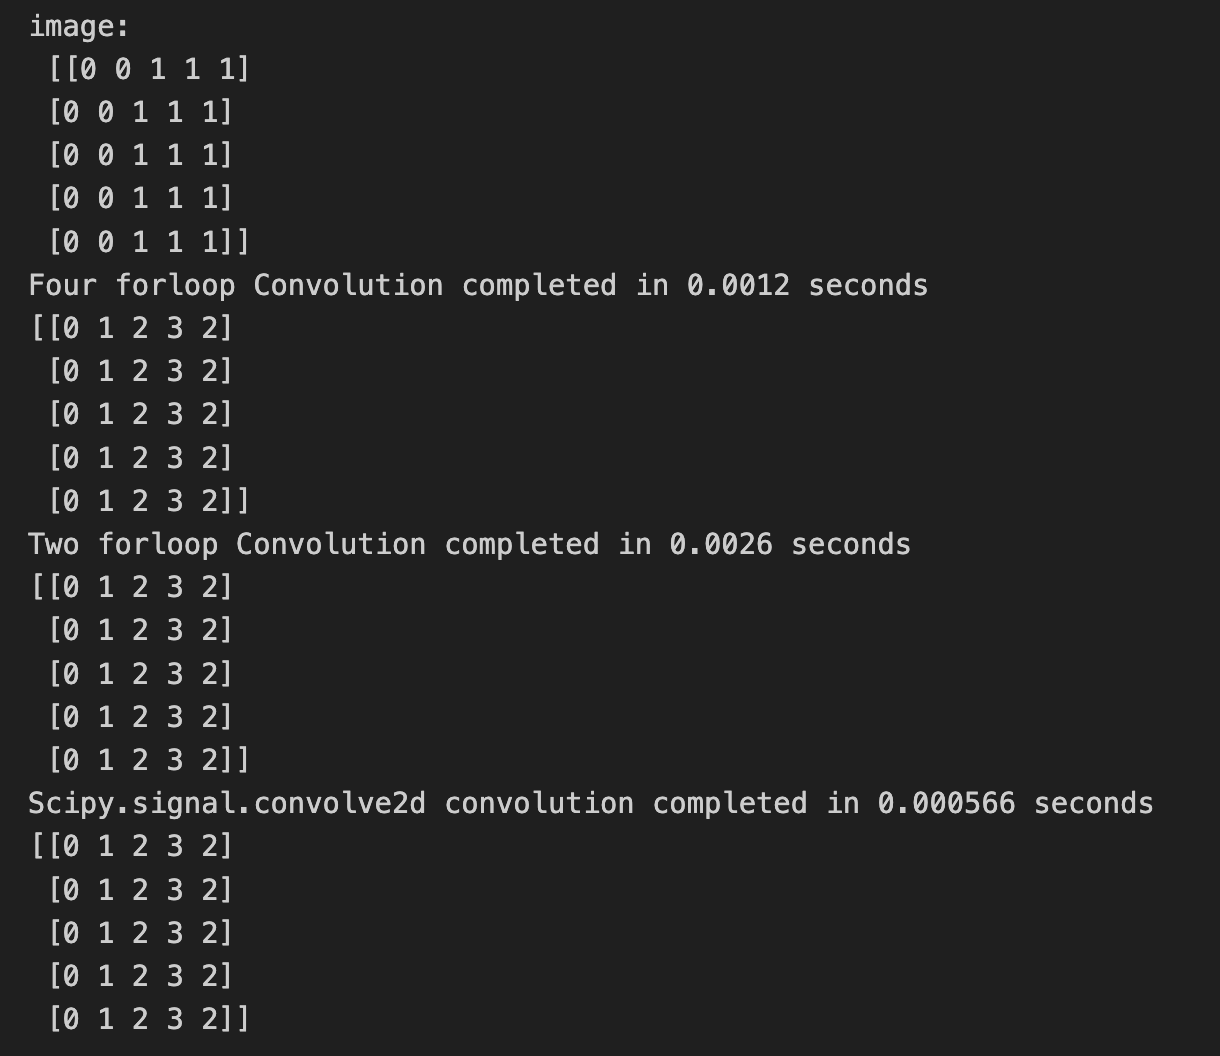 image:
 [[0 0 1 1 1]
 [0 0 1 1 1]
 [0 0 1 1 1]
 [0 0 1 1 1]
 [0 0 1 1 1]]
Four forloop Convolution completed in 0.0012 seconds
[[0 1 2 3 2]
 [0 1 2 3 2]
 [0 1 2 3 2]
 [0 1 2 3 2]
 [0 1 2 3 2]]
Two forloop Convolution completed in 0.0026 seconds
[[0 1 2 3 2]
 [0 1 2 3 2]
 [0 1 2 3 2]
 [0 1 2 3 2]
 [0 1 2 3 2]]
Scipy.signal.convolve2d convolution completed in 0.000566 seconds
[[0 1 2 3 2]
 [0 1 2 3 2]
 [0 1 2 3 2]
 [0 1 2 3 2]
 [0 1 2 3 2]]